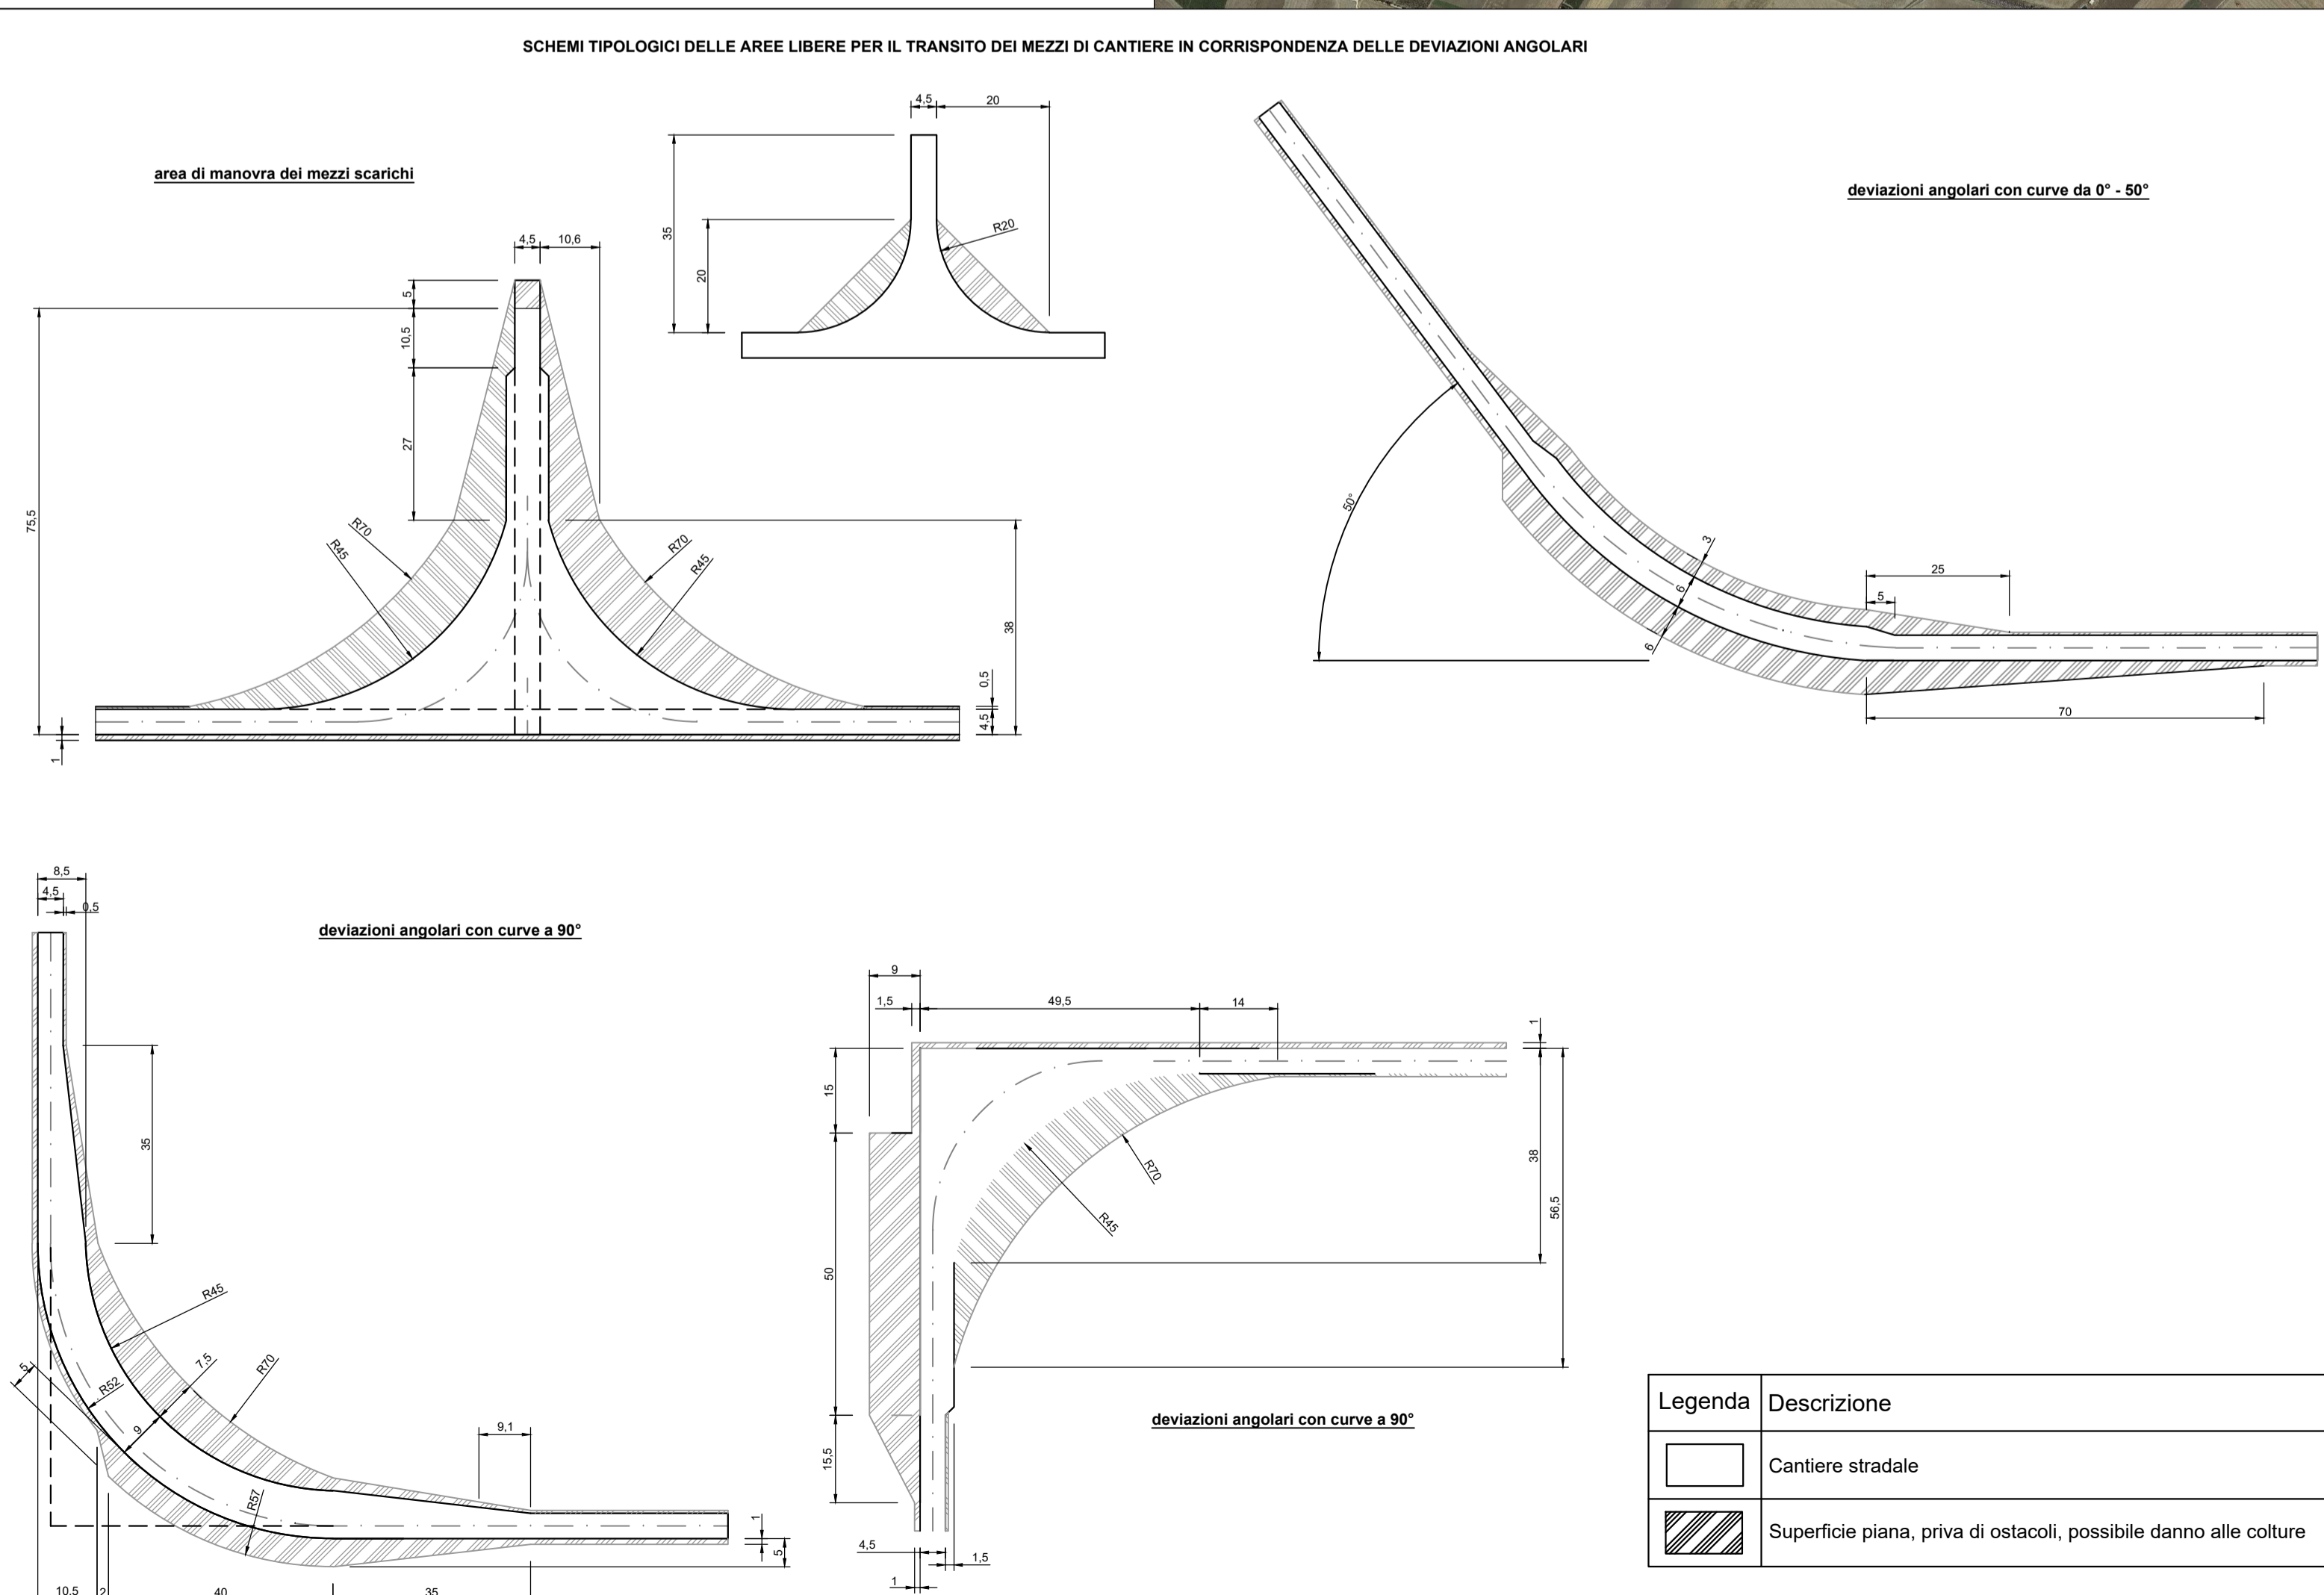 SCHEMI TIPOLOGICI DELLE AREE LIBERE PER IL TRANSITO DEI MEZZI DI CANTIERE IN CORRISPONDENZA DELLE DEVIAZIONI ANGOLARI
area di manovra dei mezzi scarichi
4,5
10,6
5
10,5
27
75,5
R70
R45
R70
R45
38
0,5
4,5
1
4,5
20
35
20
R20
deviazioni angolari con curve da 0° - 50°
50°
3
6
6
25
5
70
deviazioni angolari con curve a 90°
8,5
4,5
0,5
35
R45
7,5
R70
5
R52
9
9,1
R57
1
5
10,5
2
40
35
9
1,5
49,5
14
1
15
50
15,5
38
56,5
R70
R45
4,5
1,5
1
deviazioni angolari con curve a 90°
Legenda Descrizione
Cantiere stradale
Superficie piana, priva di ostacoli, possibile danno alle colture